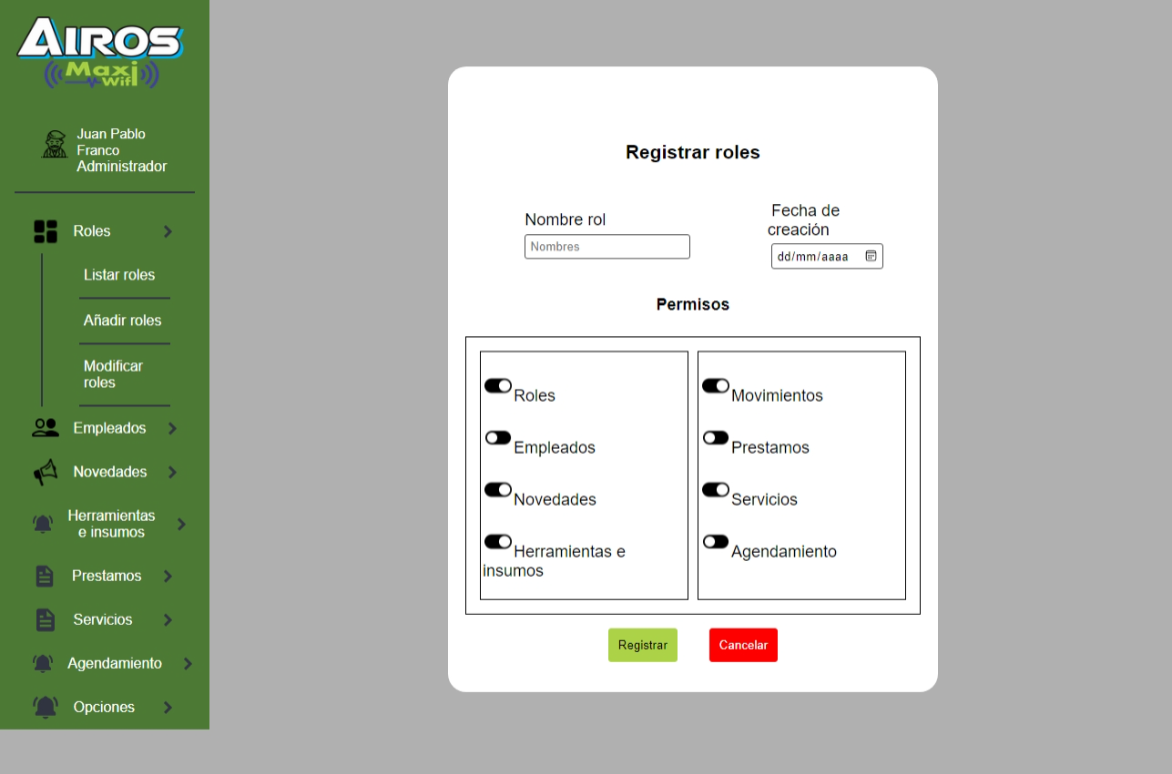 AIROS
Maxi
Wifi
Juan Pablo
Franco
Administrador
Roles
Listar roles
Añadir roles
Modificar
roles
Empleados
Novedades
Herramientas
e insumos
Prestamos
Servicios
Agendamiento
Opciones
Registrar roles
Nombre rol
Nombres
Fecha de
creación
dd/mm/aaaa
Permisos
Roles
Empleados
Novedades
Herramientas e
insumos
Movimientos
Prestamos
Servicios
Agendamiento
Registrar
Cancelar